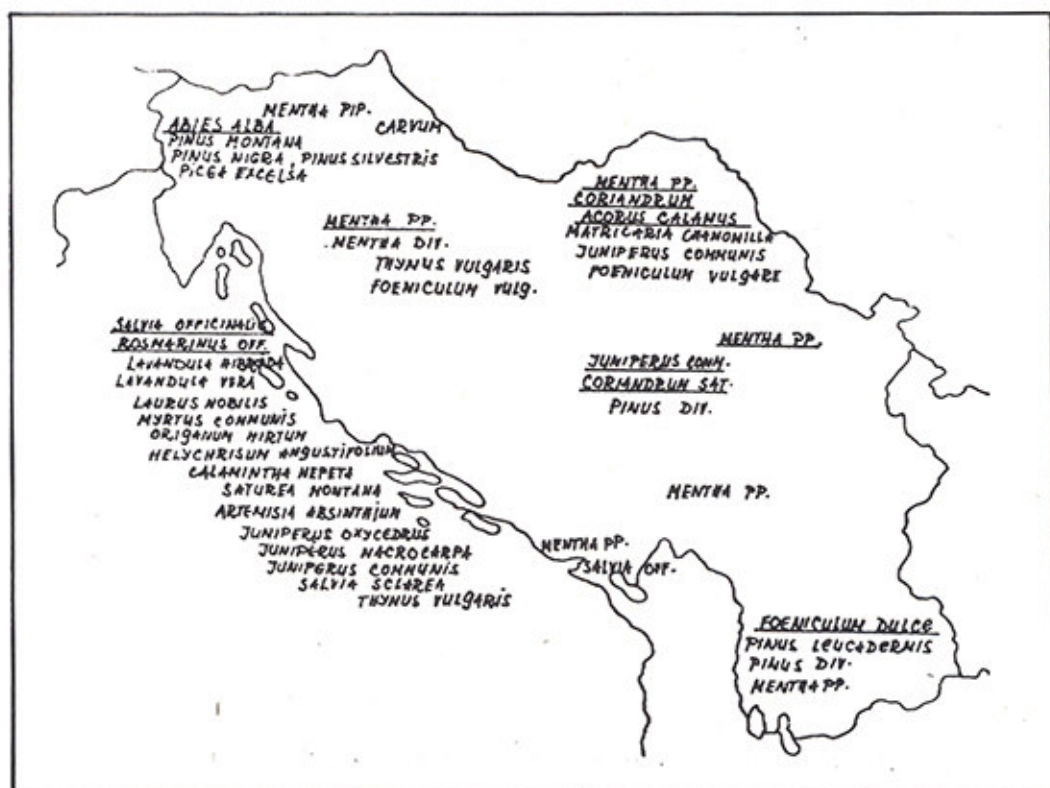 MENTHA PIP.
CARVUM
ABIES ALBA
PINUS MONTANA
PINUS NIGRA, PINUS SILVESTRIS
PICEA EXCELSA
MENTHA PP.
MENTHA DIV.
THYNUS VULGARIS
FOENICULUM VULG.
MENTHA PP.
CORIANDRUM
ACORUS CALAMUS
MATRICARIA CHAMOMILLA
JUNIPERUS COMMUNIS
FOENICULUM VULGARE
MENTHA PP.
JUNIPERUS COMM.
CORIANDRUM SAT.
PINUS DIV.
SALVIA OFFICINALIS
ROSMARINUS OFF.
LAVANDULA HIBRIDA
LAVANDULA VERA
LAURUS NOBILIS
MYRTUS COMMUNIS
ORIGANUM HIRTUM
HELYCHRISUM ANGUSTIFOLIUM
CALAMINTHA NEPETA
SATUREA MONTANA
ARTEMISIA ABSINTHIUM
JUNIPERUS OXYCEDRUS
JUNIPERUS MACROCARPA
JUNIPERUS COMMUNIS
SALVIA SCLAREA
THYNUS VULGARIS
MENTHA PP.
MENTHA PP.
SALVIA OFF.
FOENICULUM DULCE
PINUS LEUCADERMIS
PINUS DIV.
MENTHA PP.